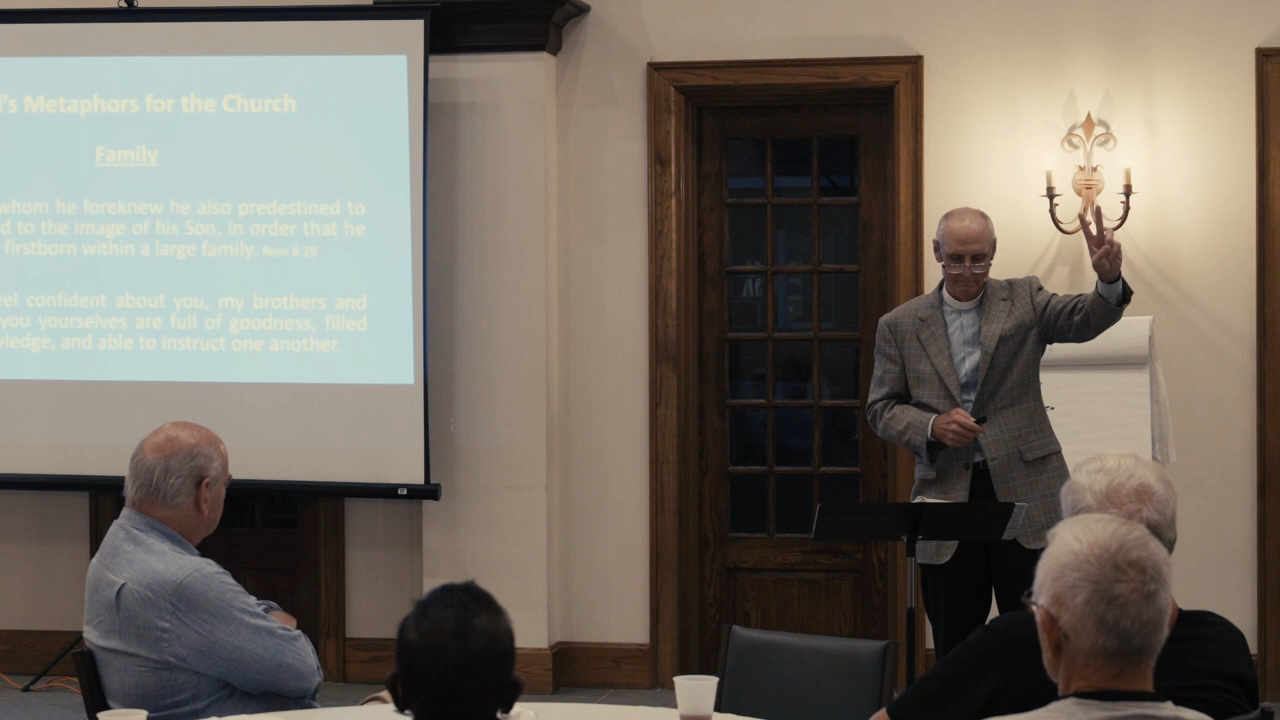 l's Metaphors for the Church
Family
whom he foreknew he also predestined to
d to the image of his Son, in order that he
firstborn within a large family. Rom 8:29
eel confident about you, my brothers and
you yourselves are full of goodness, filled
wledge, and able to instruct one another.